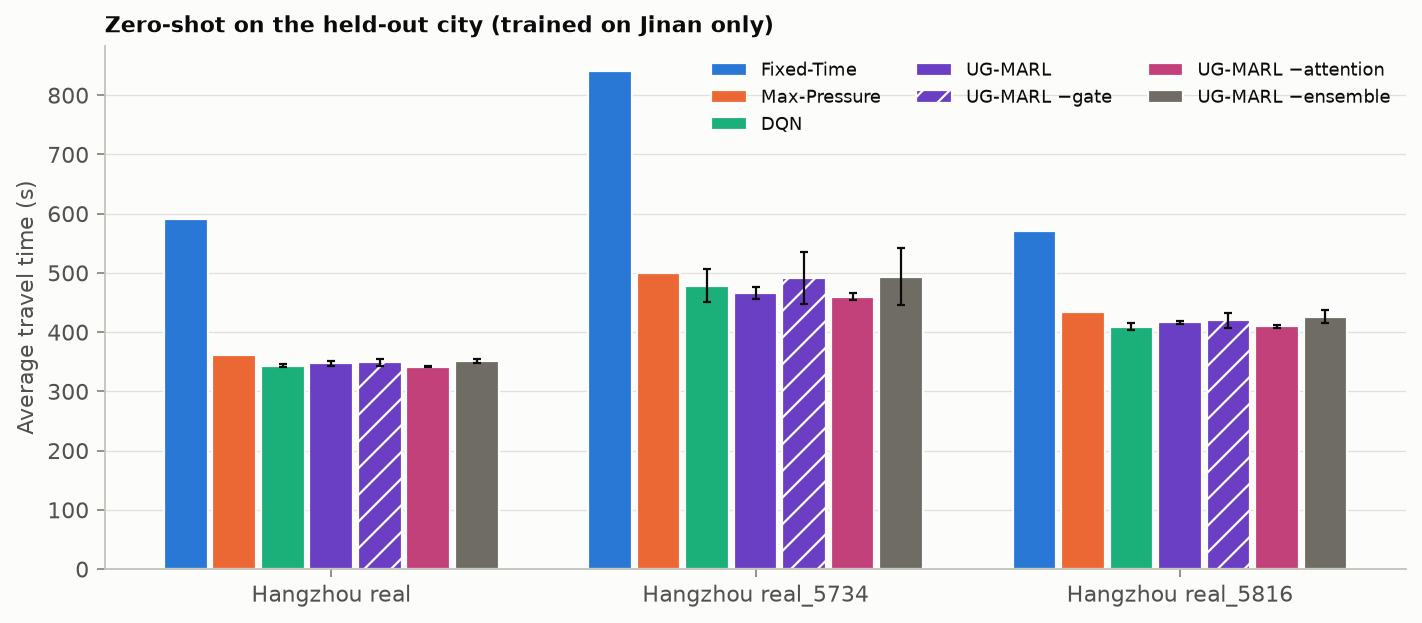 Zero-shot on the held-out city (trained on Jinan only)
Fixed-Time
Max-Pressure
DQN
UG-MARL
UG-MARL −gate
UG-MARL −attention
UG-MARL −ensemble
Average travel time (s)
800
700
600
500
400
300
200
100
0
Hangzhou real
Hangzhou real_5734
Hangzhou real_5816